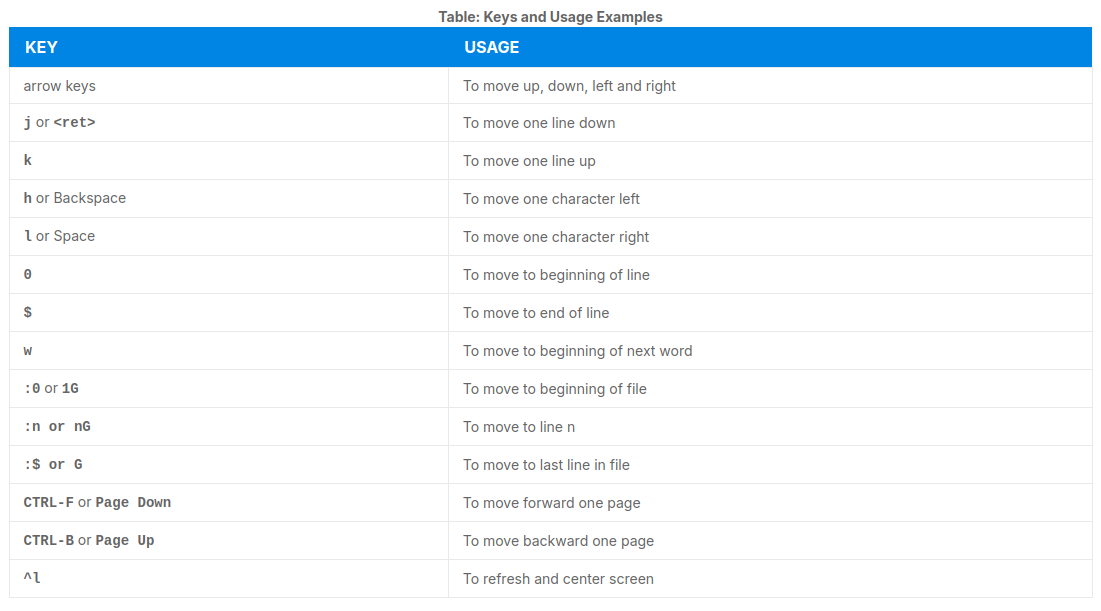 Table: Keys and Usage Examples
KEY USAGE
arrow keys To move up, down, left and right
j or <ret> To move one line down
k To move one line up
h or Backspace To move one character left
l or Space To move one character right
0 To move to beginning of line
$ To move to end of line
w To move to beginning of next word
:0 or 1G To move to beginning of file
:n or nG To move to line n
:$ or G To move to last line in file
CTRL-F or Page Down To move forward one page
CTRL-B or Page Up To move backward one page
^l To refresh and center screen